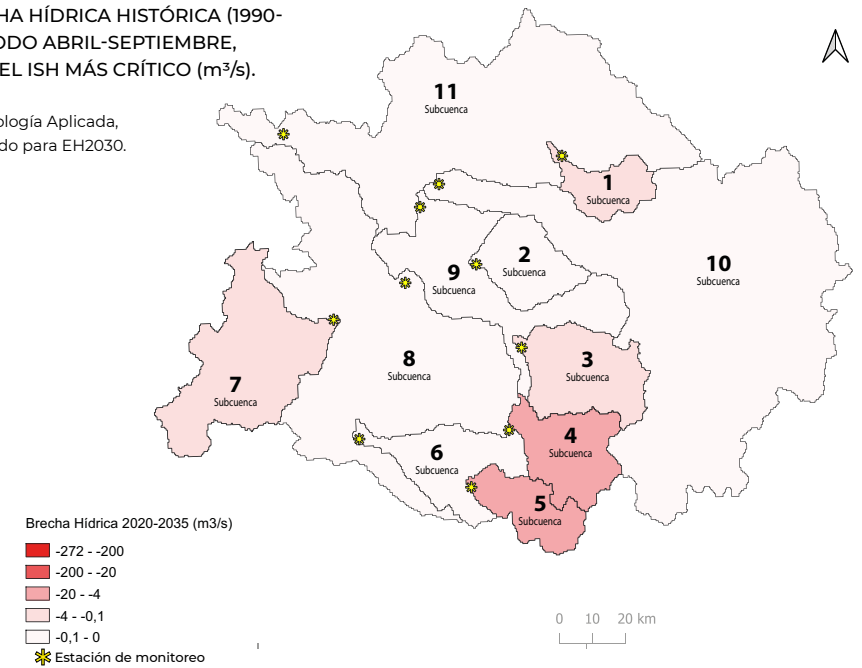 HA HÍDRICA HISTÓRICA (1990-
ODO ABRIL-SEPTIEMBRE,
EL ISH MÁS CRÍTICO (m³/s).
ología Aplicada,
do para EH2030.
11
Subcuenca
1
Subcuenca
2
Subcuenca
9
Subcuenca
10
Subcuenca
8
Subcuenca
3
Subcuenca
7
Subcuenca
4
Subcuenca
6
Subcuenca
5
Subcuenca
Brecha Hídrica 2020-2035 (m3/s)
-272 - -200
-200 - -20
-20 - -4
-4 - -0,1
-0,1 - 0
Estación de monitoreo
0 10 20 km